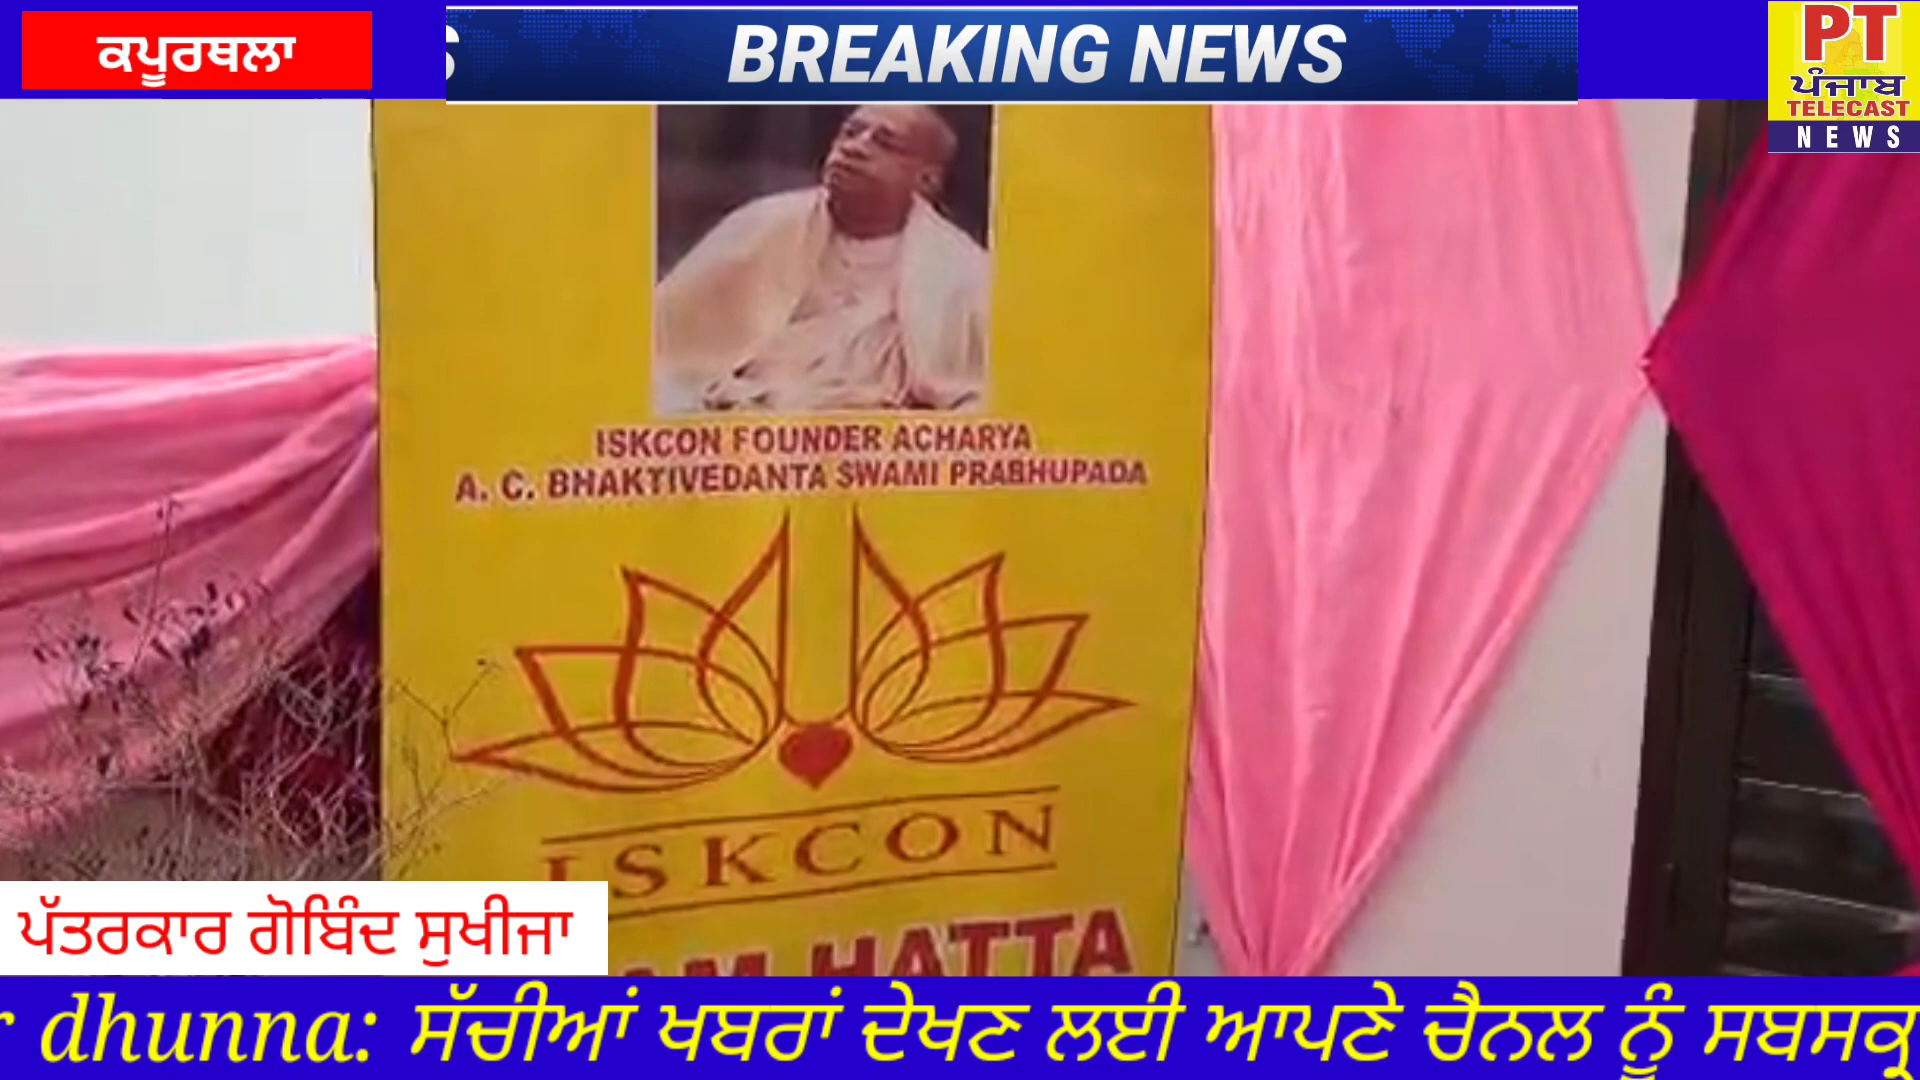 ਕਪੂਰਥਲਾ
BREAKING NEWS
PT
ਪੰਜਾਬ
TELECAST
NEWS
ISKCON FOUNDER ACHARYA
A. C. BHAKTIVEDANTA SWAMI PRABHUPADA
ISKCON
HATTA
ਪੱਤਰਕਾਰ ਗੋਬਿੰਦ ਸੁਖੀਜਾ
dhunna: ਸੱਚੀਆਂ ਖਬਰਾਂ ਦੇਖਣ ਲਈ ਆਪਣੇ ਚੈਨਲ ਨੂੰ